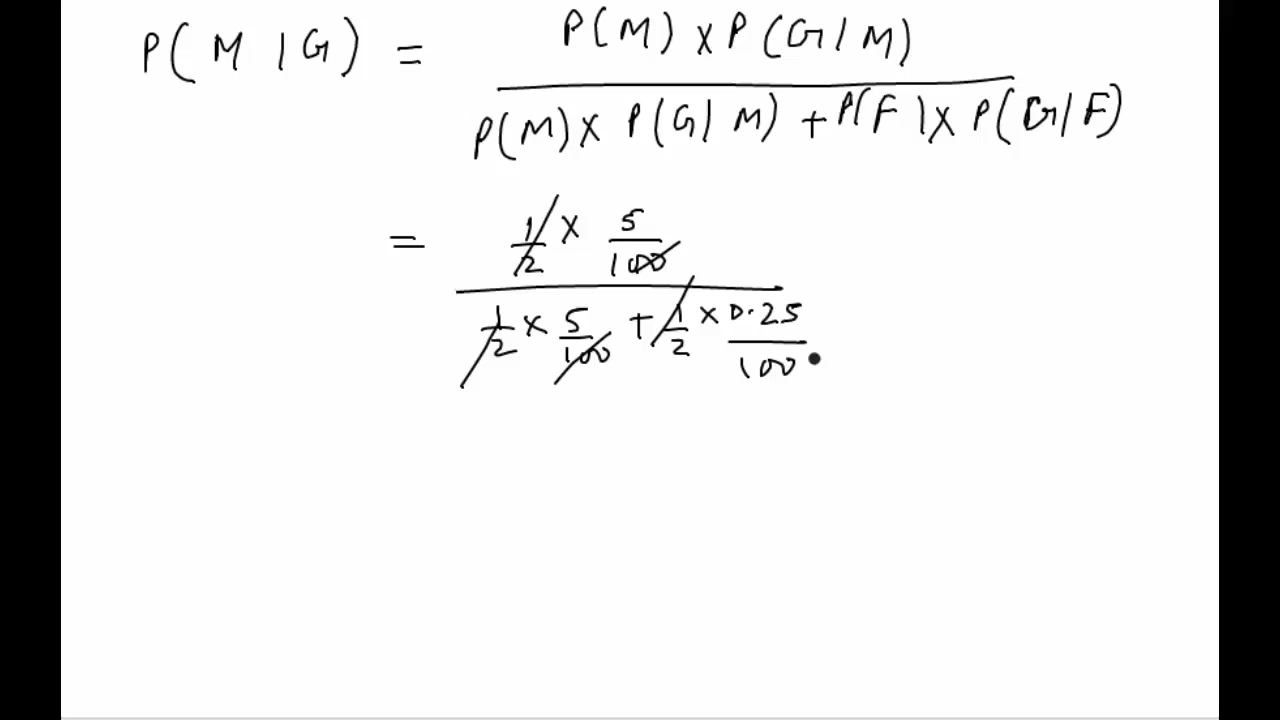 P(M|G) = P(M) x P(G|M)
P(M) x P(G|M) + P(F) x P(G|F)
= 1/2 x 5/100
1/2 x 5/100 + 1/2 x 0.25/100